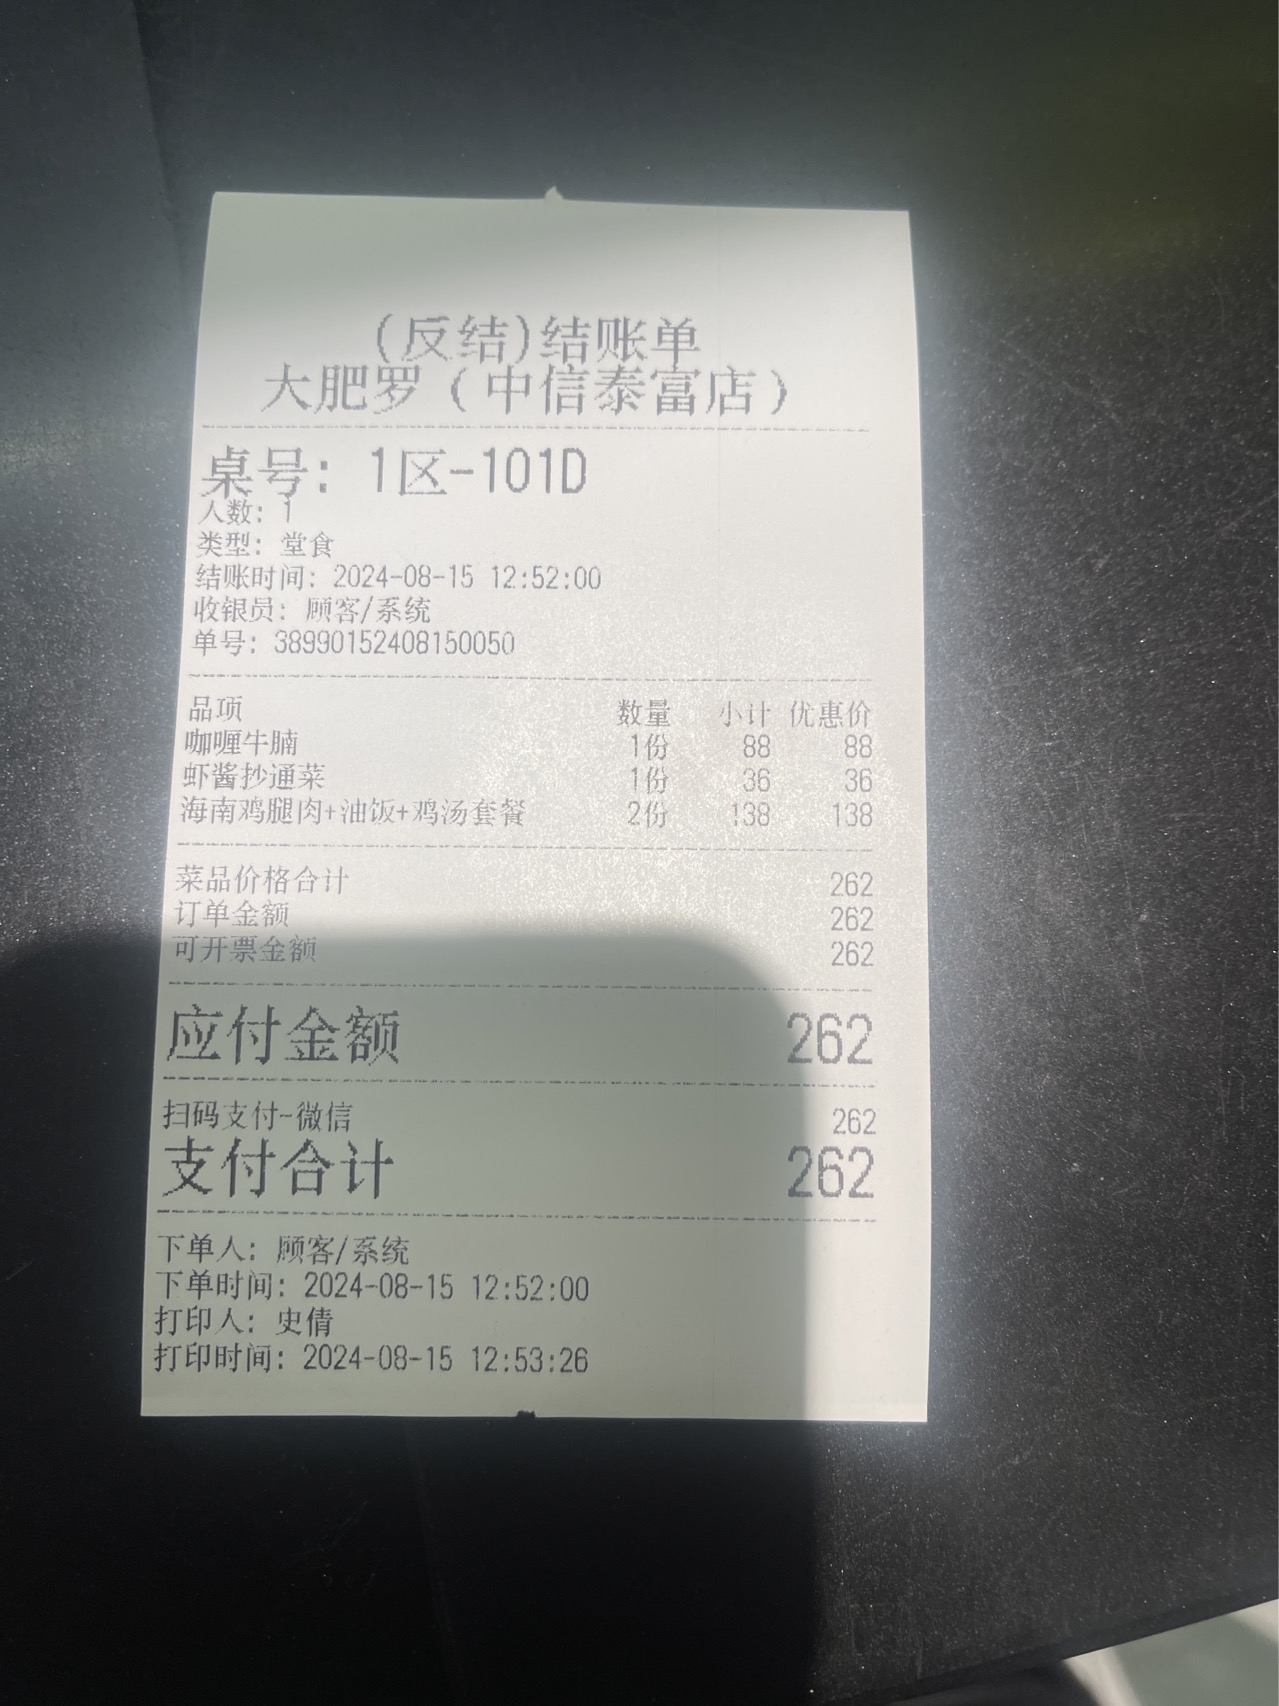 (反结)结账单
大肥罗（中信泰富店）
桌号: 1区-101D
人数: 1
类型: 堂食
结账时间: 2024-08-15 12:52:00
收银员: 顾客/系统
单号: 38990152408150050
品项 数量 小计 优惠价
咖喱牛腩 1份 88 88
虾酱抄通菜 1份 36 36
海南鸡腿肉+油饭+鸡汤套餐 2份 138 138
菜品价格合计 262
订单金额 262
可开票金额 262
应付金额 262
扫码支付-微信 262
支付合计 262
下单人: 顾客/系统
下单时间: 2024-08-15 12:52:00
打印人: 史倩
打印时间: 2024-08-15 12:53:26